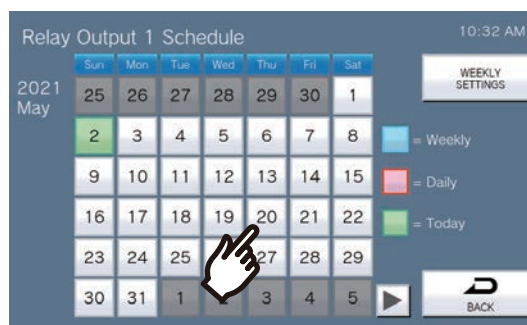 Relay Output 1 Schedule
10:32 AM
Sun Mon Tue Wed Thu Fri Sat
2021
May
25 26 27 28 29 30 1
2 3 4 5 6 7 8
9 10 11 12 13 14 15
16 17 18 19 20 21 22
23 24 25 27 28 29
30 31 1 2 3 4 5
WEEKLY
SETTINGS
= Weekly
= Daily
= Today
BACK